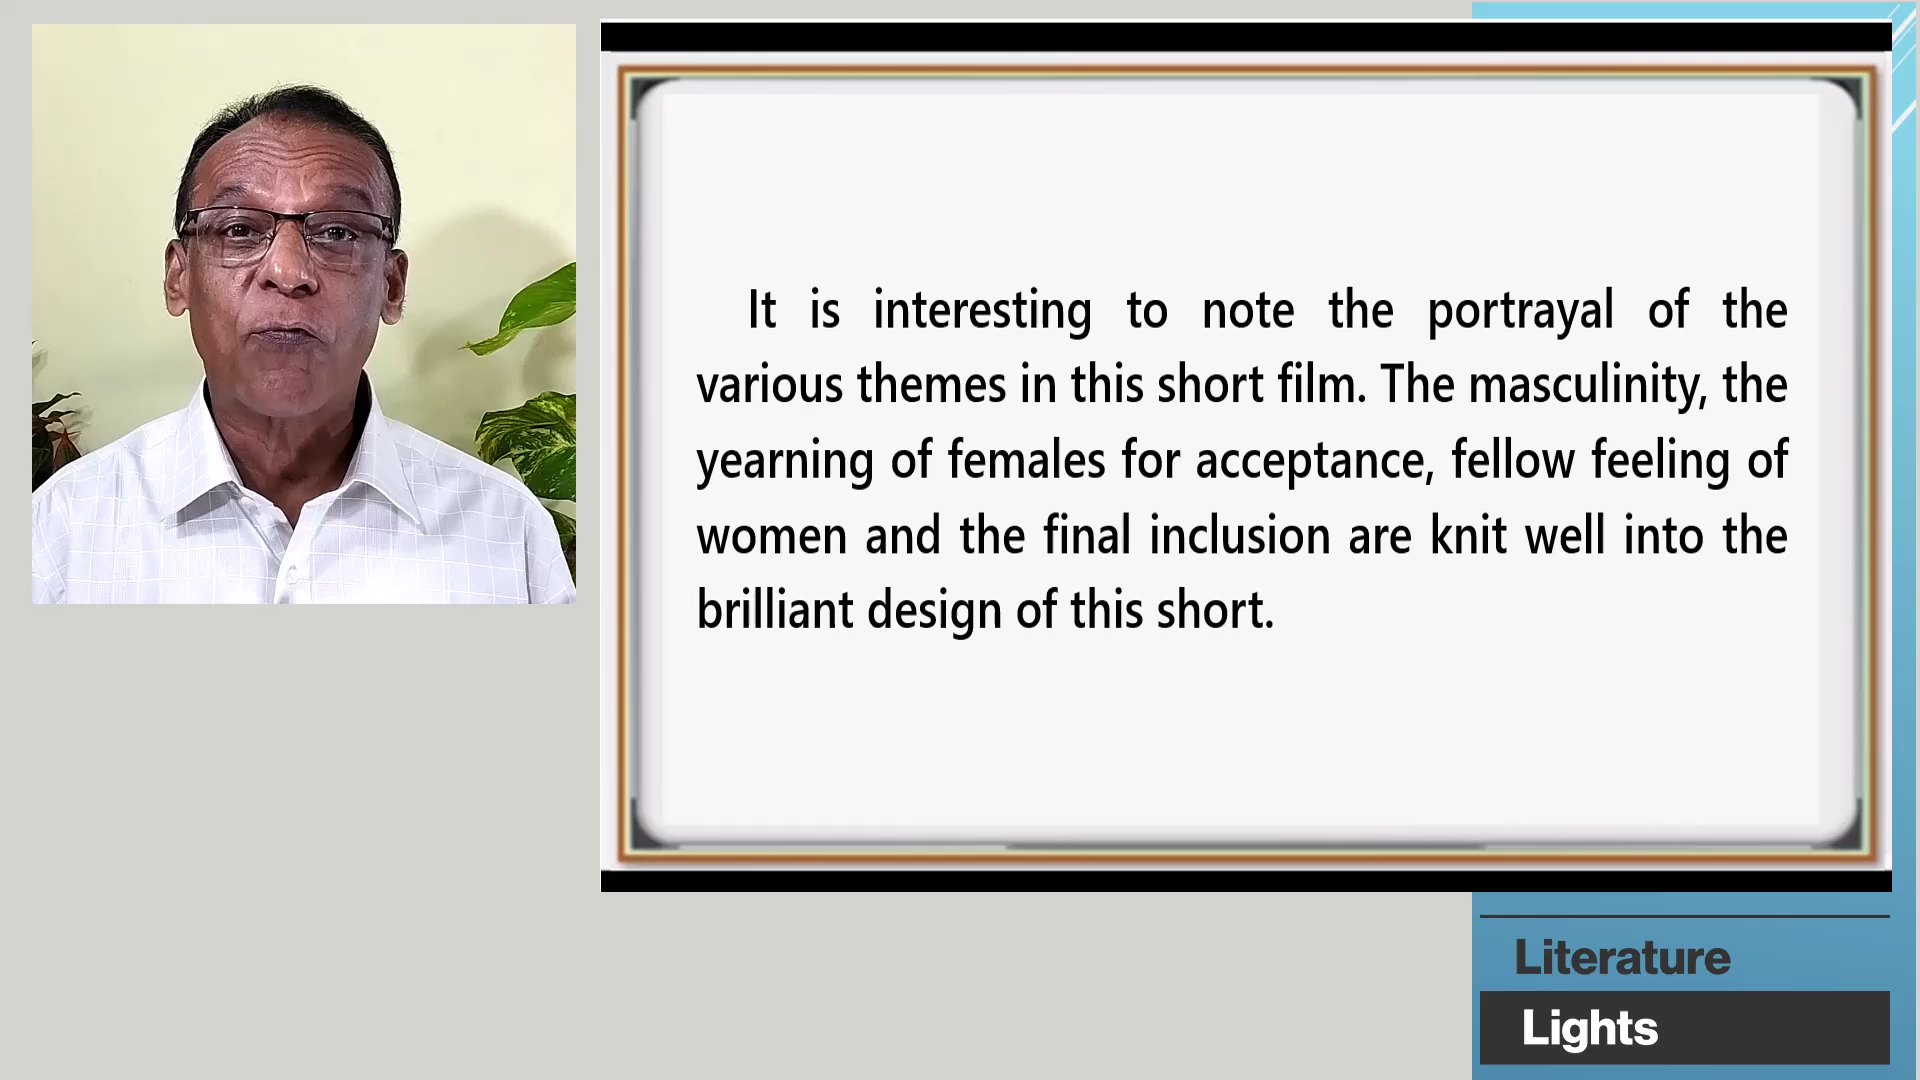 It is interesting to note the portrayal of the
various themes in this short film. The masculinity, the
yearning of females for acceptance, fellow feeling of
women and the final inclusion are knit well into the
brilliant design of this short.
Literature
Lights